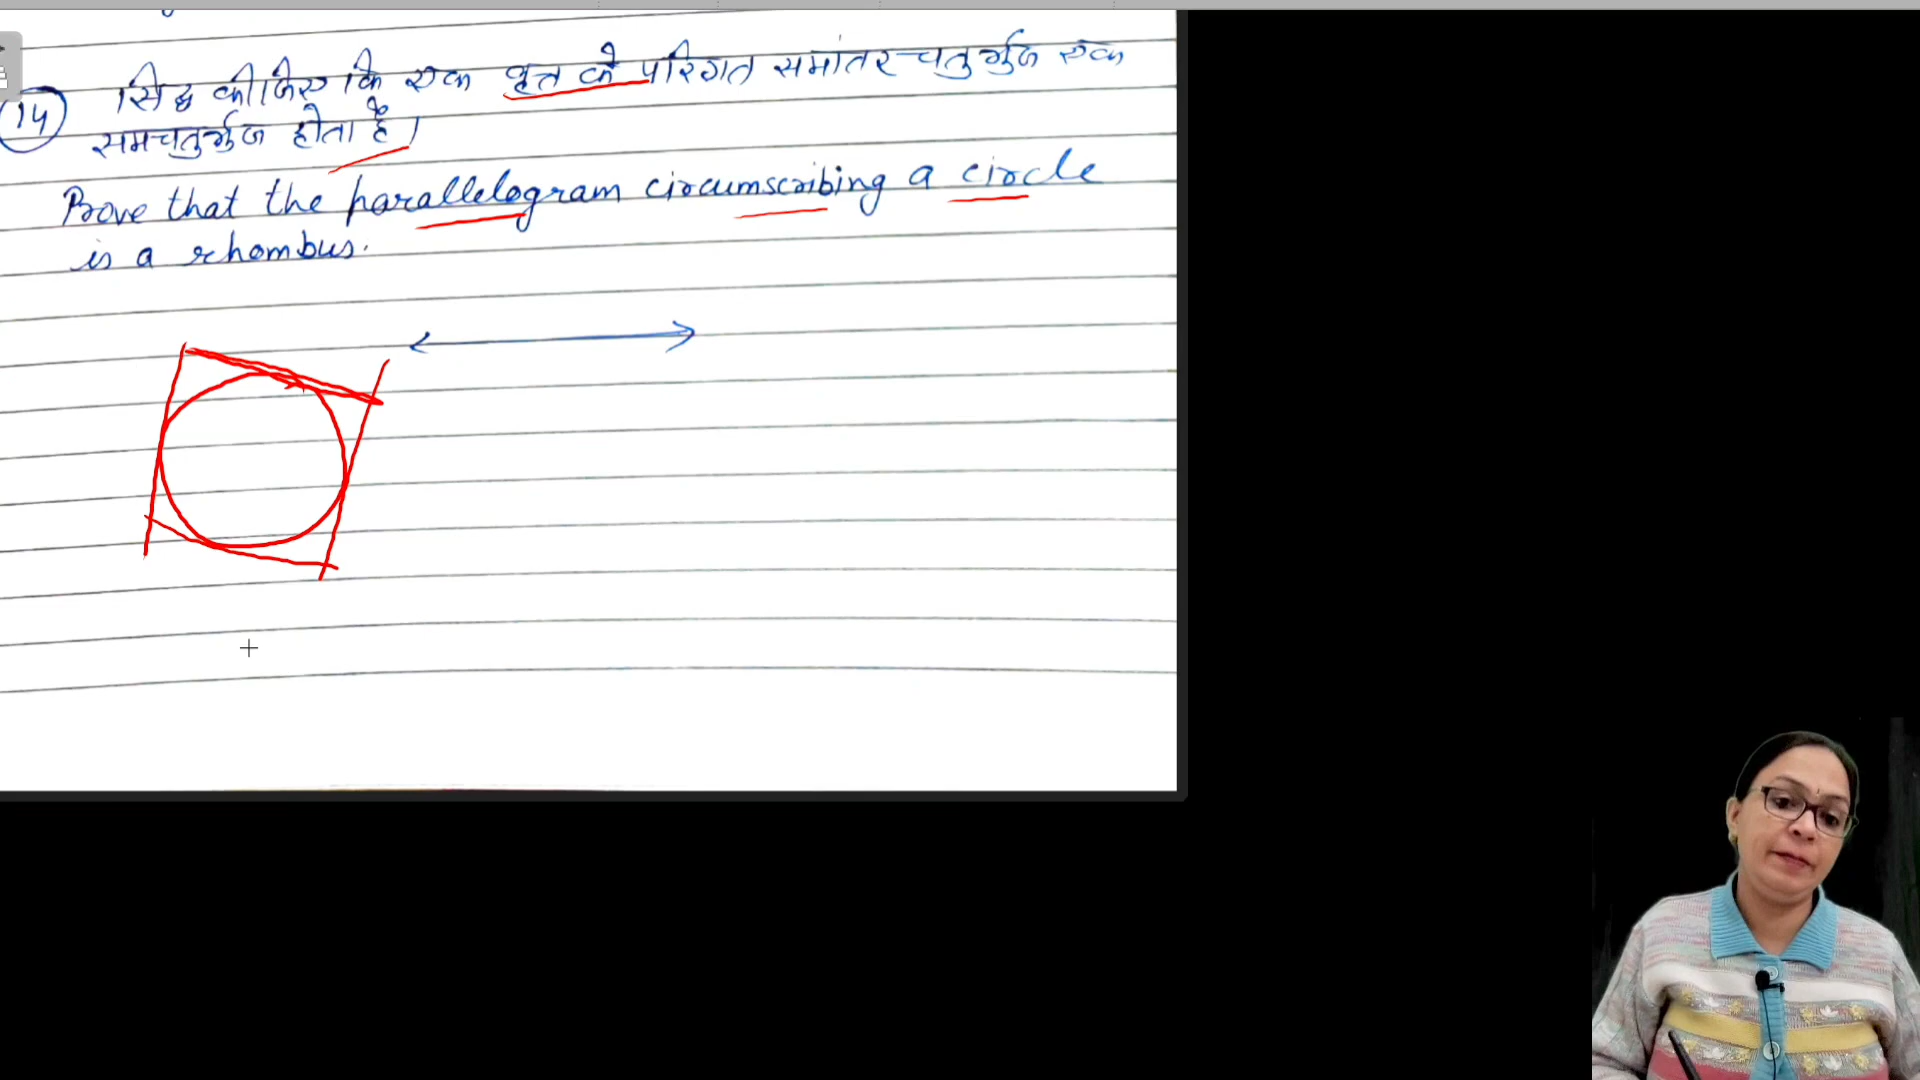 14 सिद्ध कीजिए कि एक वृत्त के परिगत समांतर चतुर्भुज एक
समचतुर्भुज होता है।
Prove that the parallelogram circumscribing a circle
is a rhombus.